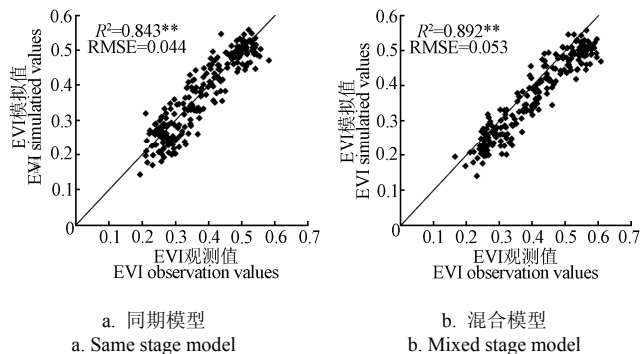 0.6
R²=0.843**
RMSE=0.044
0.5
0.4
0.3
0.2
0.1
0
EVI模拟值
EVI simulatied values
0.1 0.2 0.3 0.4 0.5 0.6 0.7
EVI观测值
EVI observation values
a. 同期模型
a. Same stage model
0.6
R²=0.892**
RMSE=0.053
0.5
0.4
0.3
0.2
0.1
0
EVI模拟值
EVI simulatied values
0.1 0.2 0.3 0.4 0.5 0.6 0.7
EVI观测值
EVI observation values
b. 混合模型
b. Mixed stage model